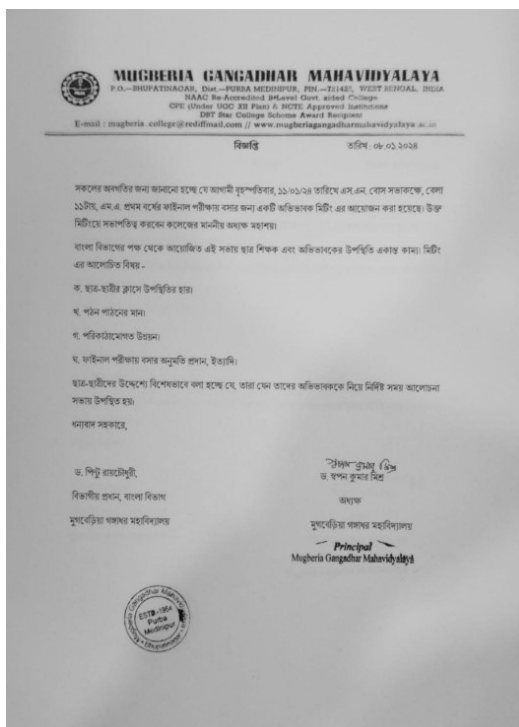 MUGBERIA GANGADHAR MAHAVIDYALAYA
P.O.—BHUPATINAGAR, Dist.—PURBA MEDINIPUR, PIN.—721425, WEST BENGAL, INDIA
NAAC Re-Accredited B+Level Govt. aided College
CPE (Under UGC XII Plan) & NCTE Approved Institutions
DBT Star College Scheme Award Recipient
E-mail : mugberia_college@rediffmail.com // www.mugberiagangadharmahavidyalaya.ac.in
বিজ্ঞপ্তি তারিখ : ০৮.০১.২০২৪
সকলের অবগতির জন্য জানানো হচ্ছে যে আগামী বৃহস্পতিবার, ১১/০১/২৪ তারিখে এস.এন. বোস সভাকক্ষে, বেলা
১১টায়, এম.এ. প্রথম বর্ষের ফাইনাল পরীক্ষায় বসার জন্য একটি অভিভাবক মিটিং এর আয়োজন করা হয়েছে। উক্ত
মিটিংয়ে সভাপতিত্ব করবেন কলেজের মাননীয় অধ্যক্ষ মহাশয়।
বাংলা বিভাগের পক্ষ থেকে আয়োজিত এই সভায় ছাত্র শিক্ষক এবং অভিভাবকের উপস্থিতি একান্ত কাম্য। মিটিং
এর আলোচিত বিষয় -
ক. ছাত্র-ছাত্রীর ক্লাসে উপস্থিতির হার।
খ. পঠন পাঠনের মান।
গ. পরিকাঠামোগত উন্নয়ন।
ঘ. ফাইনাল পরীক্ষায় বসার অনুমতি প্রদান, ইত্যাদি।
ছাত্র-ছাত্রীদের উদ্দেশ্যে বিশেষভাবে বলা হচ্ছে যে, তারা যেন তাদের অভিভাবককে নিয়ে নির্দিষ্ট সময় আলোচনা
সভায় উপস্থিত হয়।
ধন্যবাদ সহকারে,
স্বপন কুমার মিশ্র
ড. পিন্টু রায়চৌধুরী, ড. স্বপন কুমার মিশ্র
বিভাগীয় প্রধান, বাংলা বিভাগ অধ্যক্ষ
মুগবেড়িয়া গঙ্গাধর মহাবিদ্যালয় মুগবেড়িয়া গঙ্গাধর মহাবিদ্যালয়
Principal
Mugberia Gangadhar Mahavidyalaya
ESTD.-1964
Purba
Medinipur